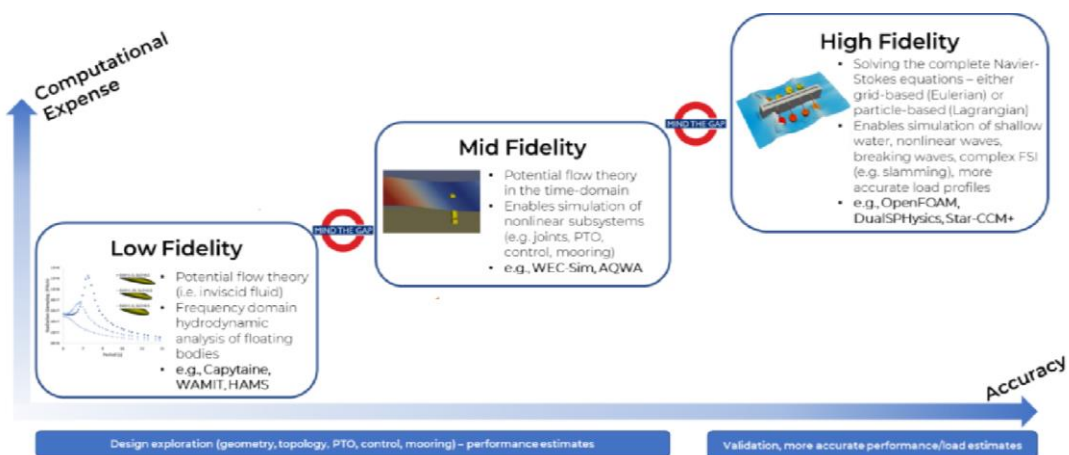 Computational
Expense
High Fidelity
• Solving the complete Navier-
Stokes equations – either
grid-based (Eulerian) or
particle-based (Lagrangian)
• Enables simulation of shallow
water, nonlinear waves,
breaking waves, complex FSI
(e.g. slamming), more
accurate load profiles
• e.g., OpenFOAM,
DualSPHysics, Star-CCM+
MIND THE GAP
Mid Fidelity
• Potential flow theory
in the time-domain
• Enables simulation of
nonlinear subsystems
(e.g. joints, PTO,
control, mooring)
• e.g., WEC-Sim, AQWA
MIND THE GAP
Low Fidelity
• Potential flow theory
(i.e. inviscid fluid)
• Frequency domain
hydrodynamic
analysis of floating
bodies
• e.g., Capytaine,
WAMIT, HAMS
Accuracy
Design exploration (geometry, topology, PTO, control, mooring) – performance estimates
Validation, more accurate performance/load estimates